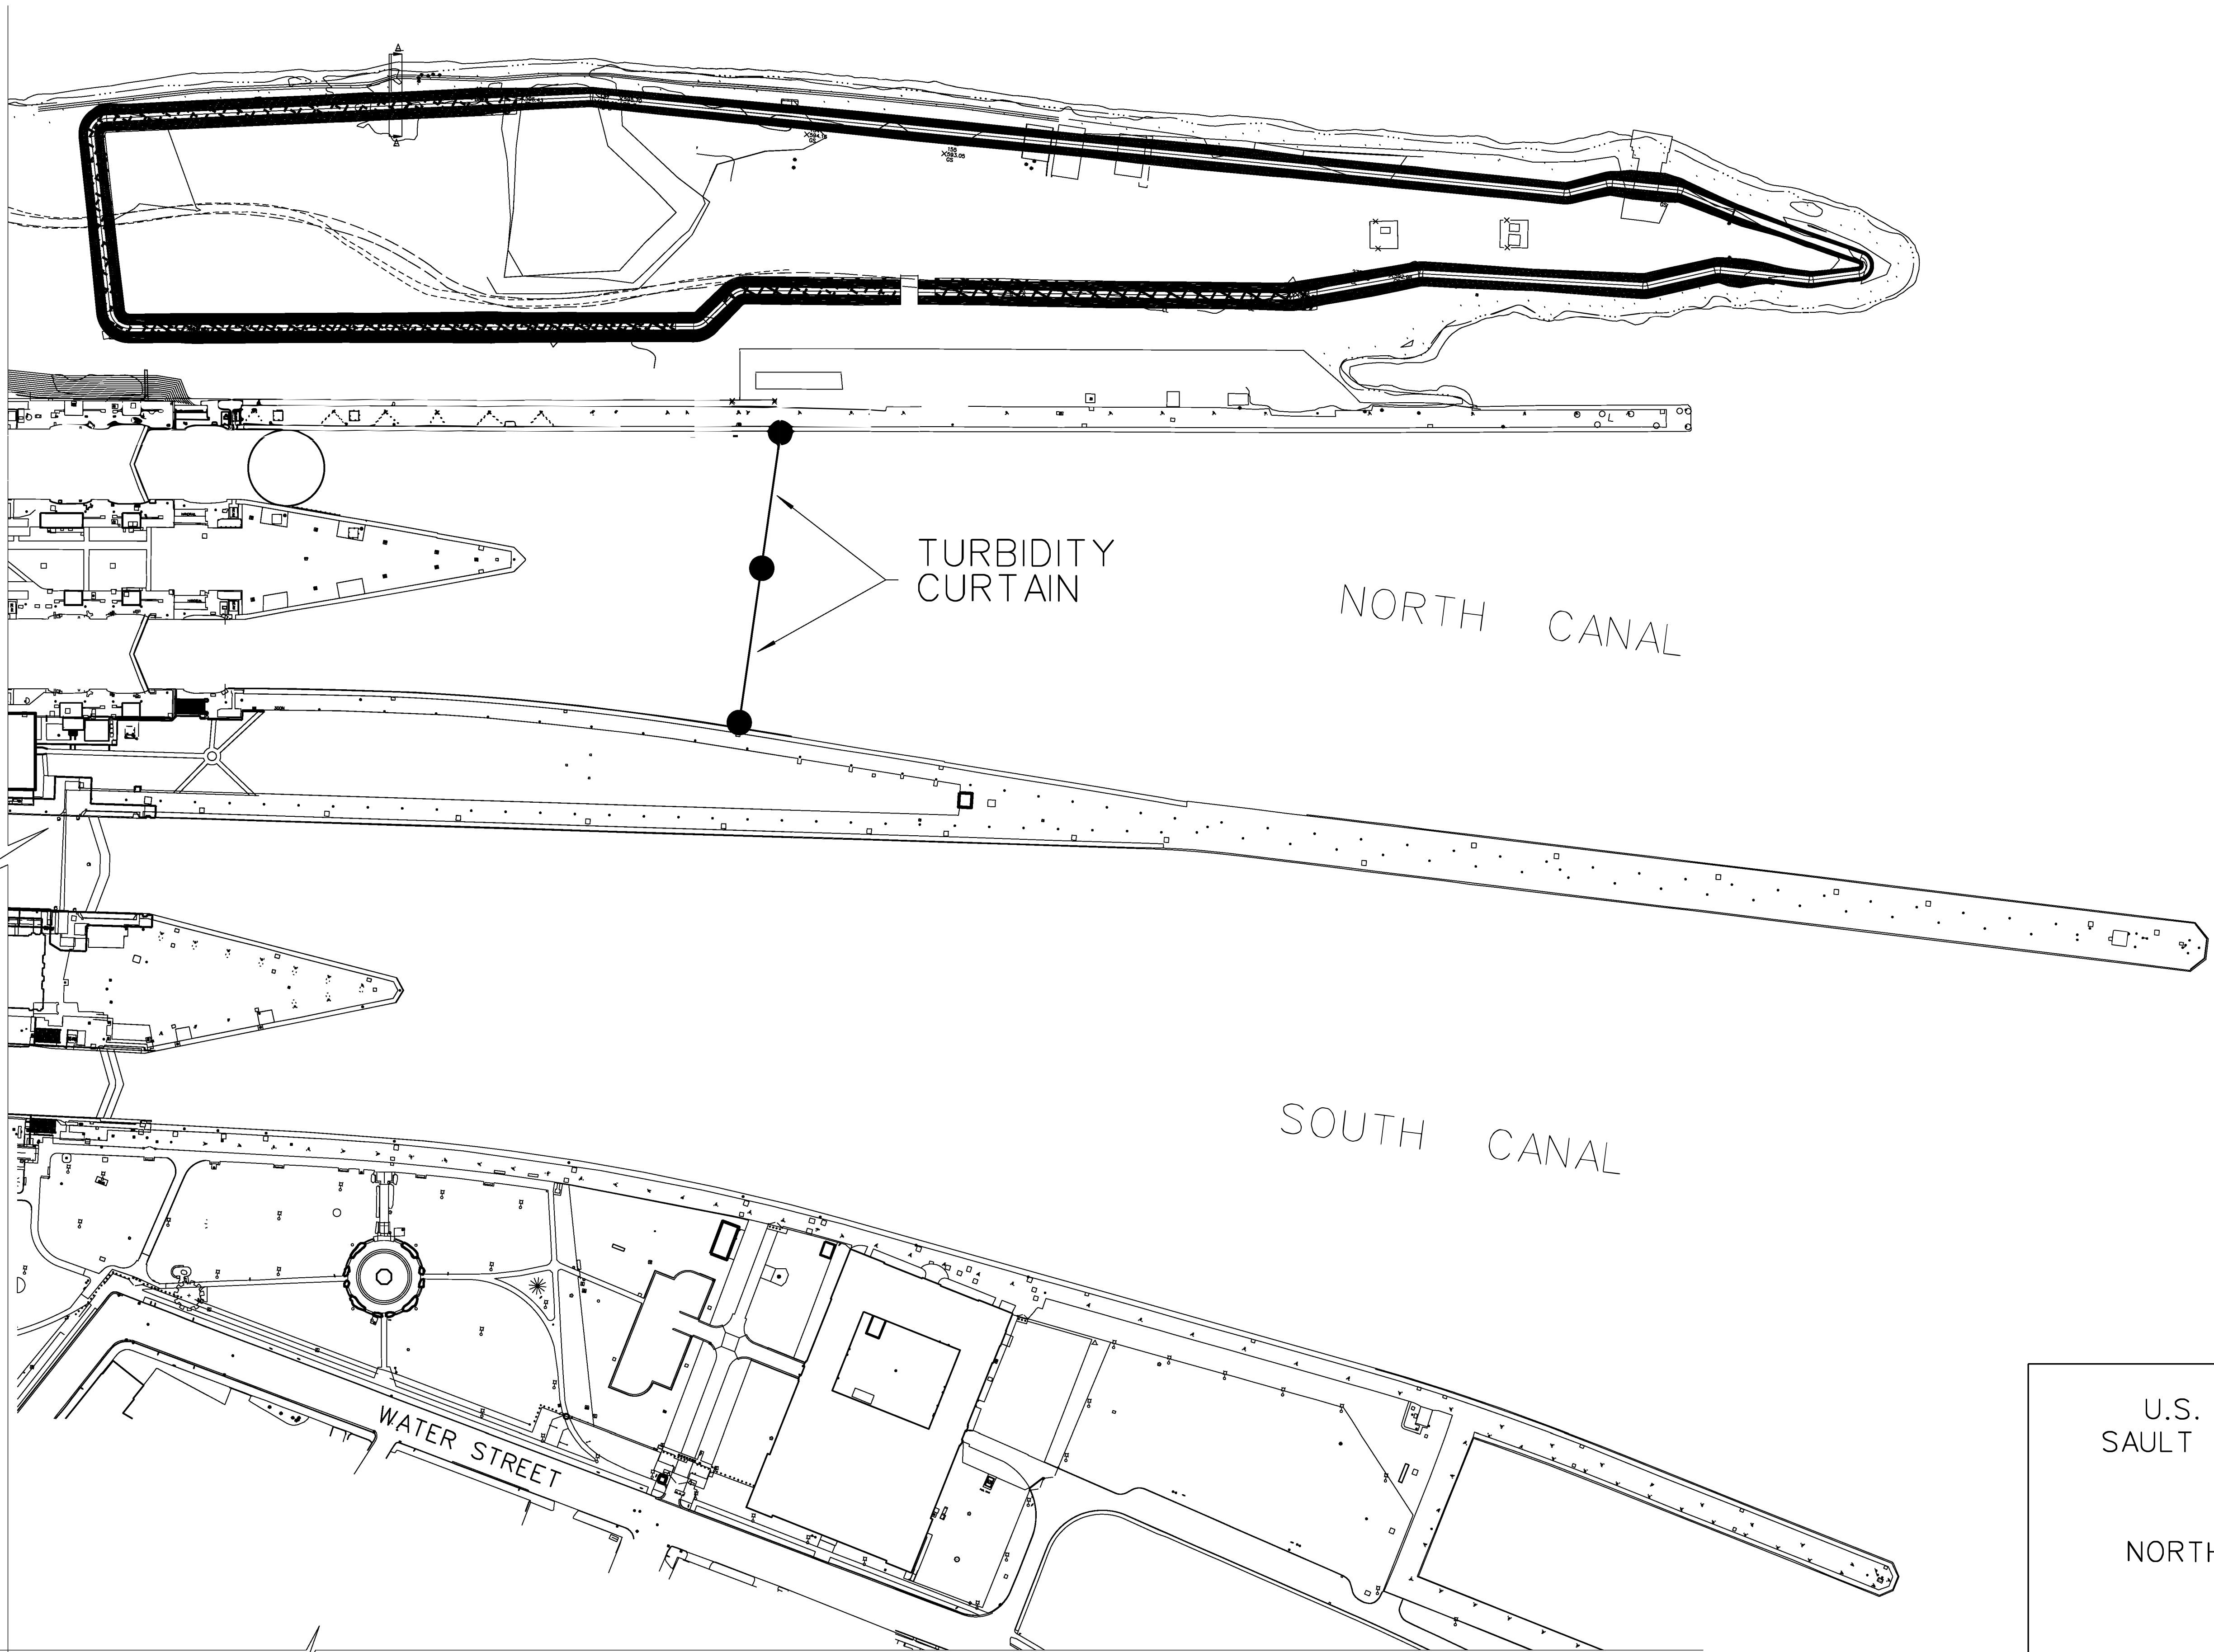 TURBIDITY
CURTAIN
NORTH CANAL
SOUTH CANAL
WATER STREET
U.S.
SAULT
NORTH